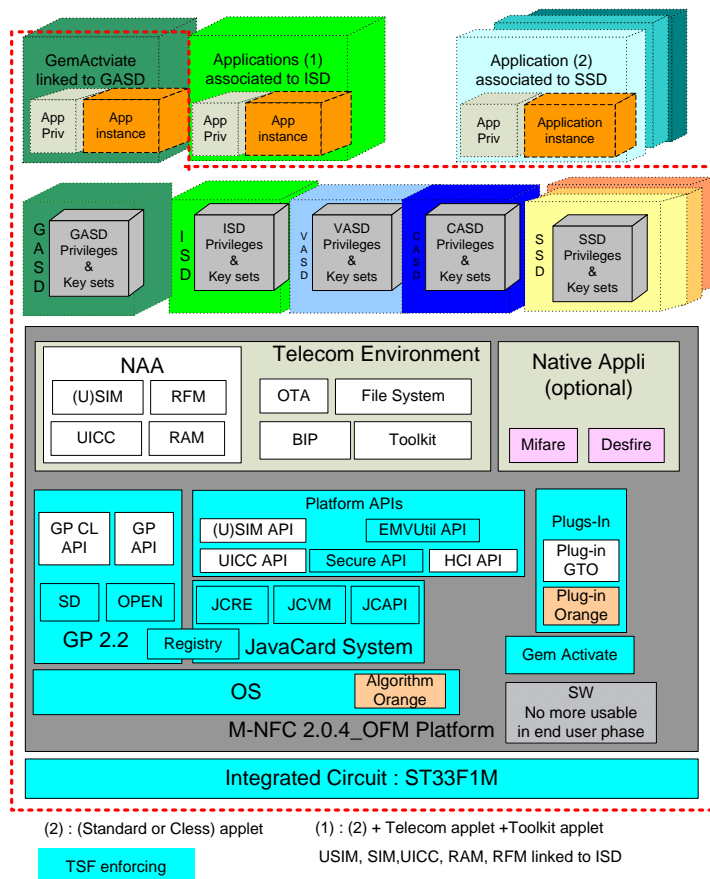 GemActviate
linked to GASD
Applications (1)
associated to ISD
Application (2)
associated to SSD
App
Priv
App
instance
App
Priv
App
instance
App
Priv
Application
instance
GASD
GASD
Privileges
&
Key sets
ISD
ISD
Privileges
&
Key sets
VASD
VASD
Privileges
&
Key sets
CASD
CASD
Privileges
&
Key sets
SSD
SSD
Privileges
&
Key sets
NAA
(U)SIM
RFM
UICC
RAM
Telecom Environment
OTA
File System
BIP
Toolkit
Native Appli
(optional)
Mifare
Desfire
GP CL
API
GP
API
SD
OPEN
GP 2.2
Registry
Platform APIs
(U)SIM API
EMVUtil API
UICC API
Secure API
HCI API
JCRE
JCVM
JCAPI
JavaCard System
Plugs-In
Plug-in
GTO
Plug-in
Orange
Gem Activate
OS
Algorithm
Orange
SW
No more usable
in end user phase
M-NFC 2.0.4_OFM Platform
Integrated Circuit : ST33F1M
(2) : (Standard or Cless) applet
(1) : (2) + Telecom applet +Toolkit applet
TSF enforcing
USIM, SIM,UICC, RAM, RFM linked to ISD